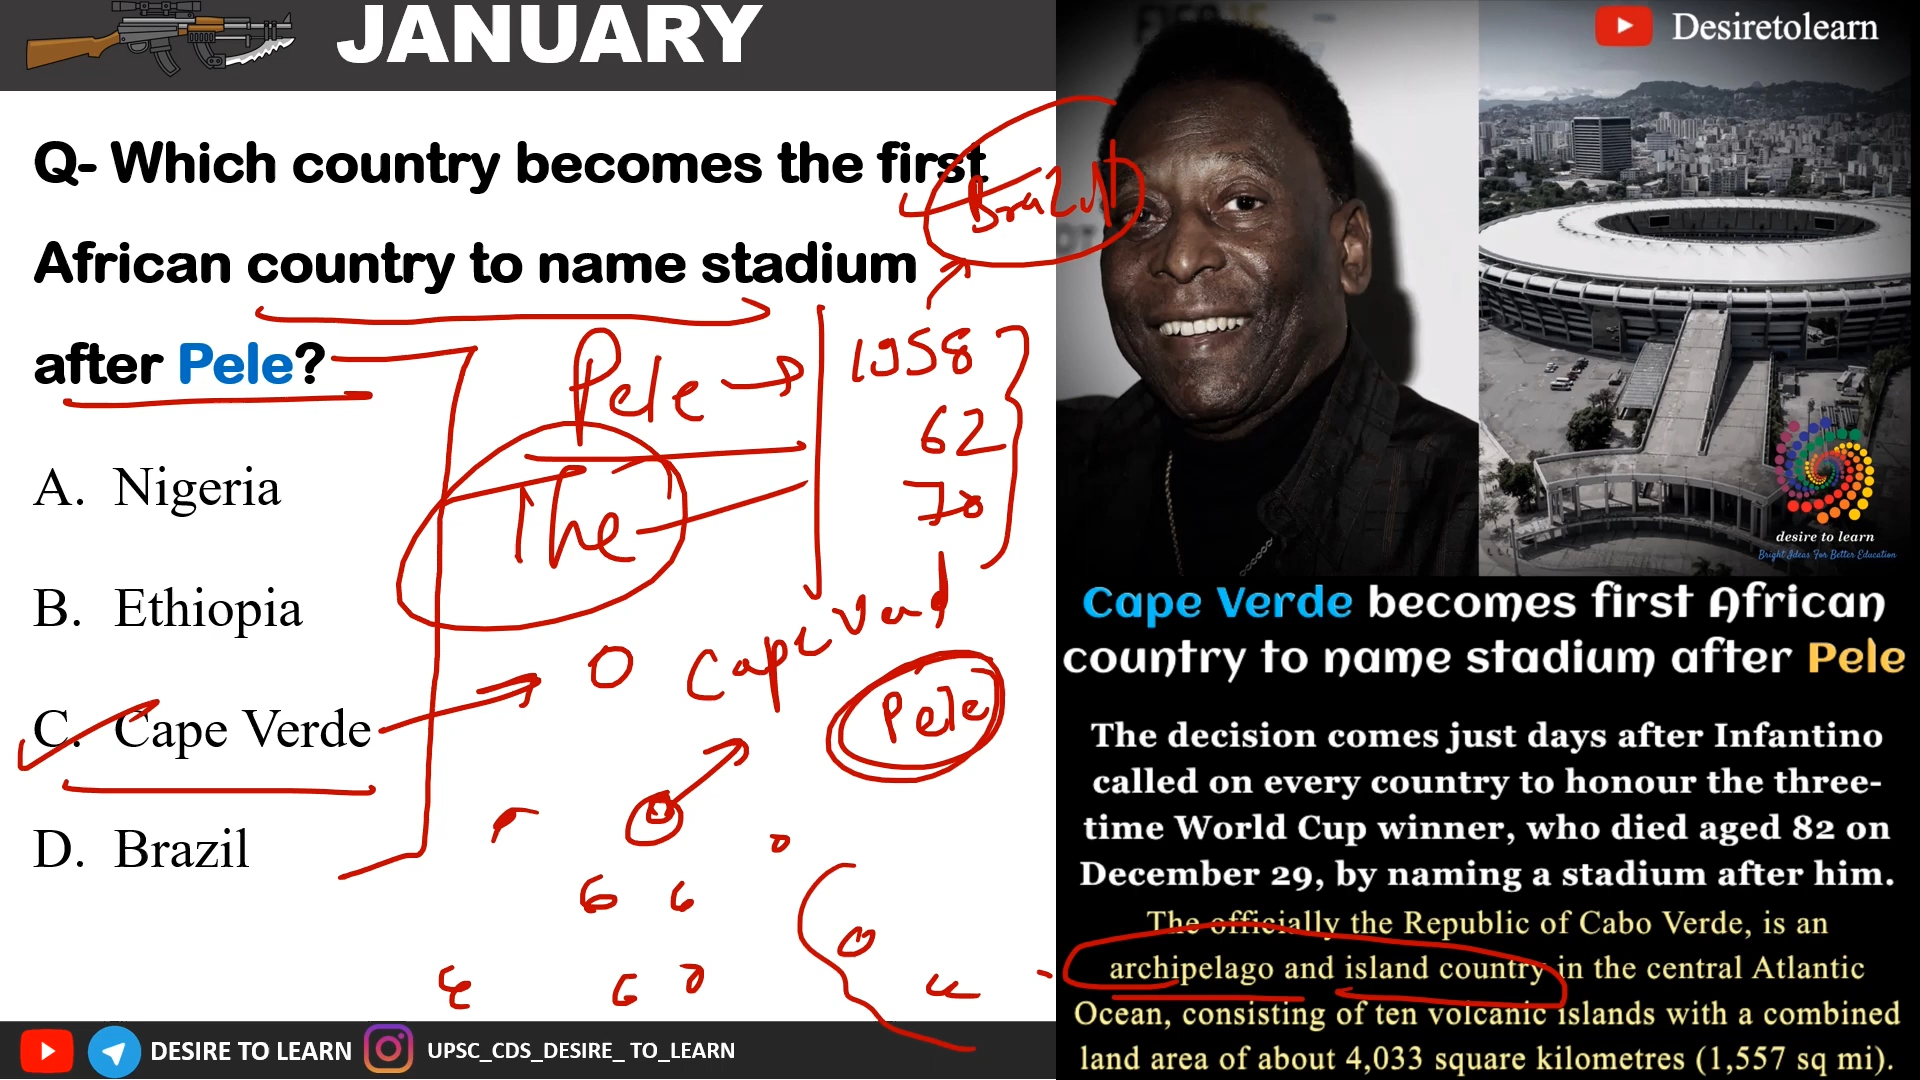 JANUARY
Q- Which country becomes the first
African country to name stadium
after Pele?
A. Nigeria
B. Ethiopia
C. Cape Verde
D. Brazil
Brazil
Pele
1958
62
70
The
Cape Verd
Pele
DESIRE TO LEARN
UPSC_CDS_DESIRE_ TO_LEARN
Desiretolearn
desire to learn
Bright Ideas For Better Education
Cape Verde becomes first African
country to name stadium after Pele
The decision comes just days after Infantino
called on every country to honour the three-
time World Cup winner, who died aged 82 on
December 29, by naming a stadium after him.
The officially the Republic of Cabo Verde, is an
archipelago and island country in the central Atlantic
Ocean, consisting of ten volcanic islands with a combined
land area of about 4,033 square kilometres (1,557 sq mi).